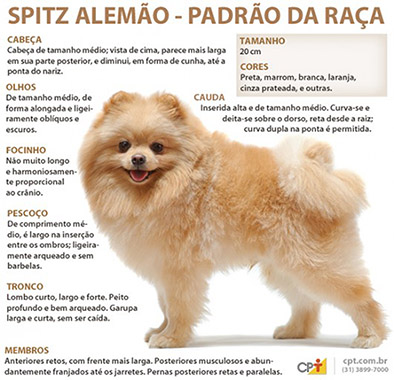 SPITZ ALEMÃO - PADRÃO DA RAÇA
CABEÇA
Cabeça de tamanho médio; vista de cima, parece mais larga
em sua parte posterior, e diminui, em forma de cunha, até a
ponta do nariz.
TAMANHO
20 cm
CORES
Preta, marrom, branca, laranja,
cinza prateada, e outras.
OLHOS
De tamanho médio, de
forma alongada e ligei-
ramente oblíquos e
escuros.
CAUDA
Inserida alta e de tamanho médio. Curva-se e
deita-se sobre o dorso, reta desde a raiz;
curva dupla na ponta é permitida.
FOCINHO
Não muito longo
e harmoniosamen-
te proporcional
ao crânio.
PESCOÇO
De comprimento mé-
dio, é largo na inserção
entre os ombros; ligeira-
mente arqueado e sem
barbelas.
TRONCO
Lombo curto, largo e forte. Peito
profundo e bem arqueado. Garupa
larga e curta, sem ser caída.
MEMBROS
Anteriores retos, com frente mais larga. Posteriores musculosos e abun-
dantemente franjados até os jarretes. Pernas posteriores retas e paralelas.
CPT
cpt.com.br
(31) 3899-7000